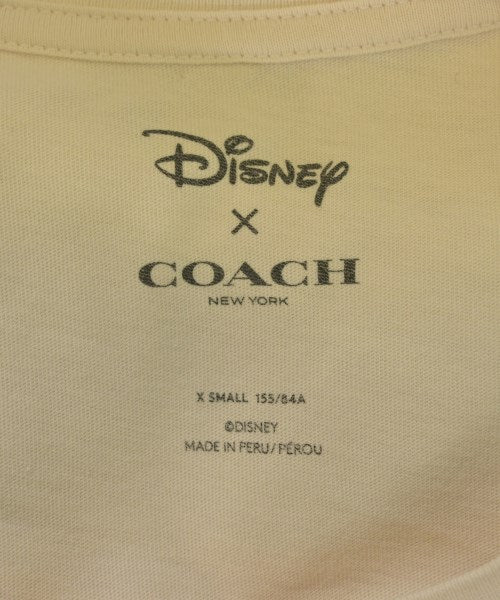 Disney
X
COACH
NEW YORK
X SMALL 155/84A
©DISNEY
MADE IN PERU/PÉROU